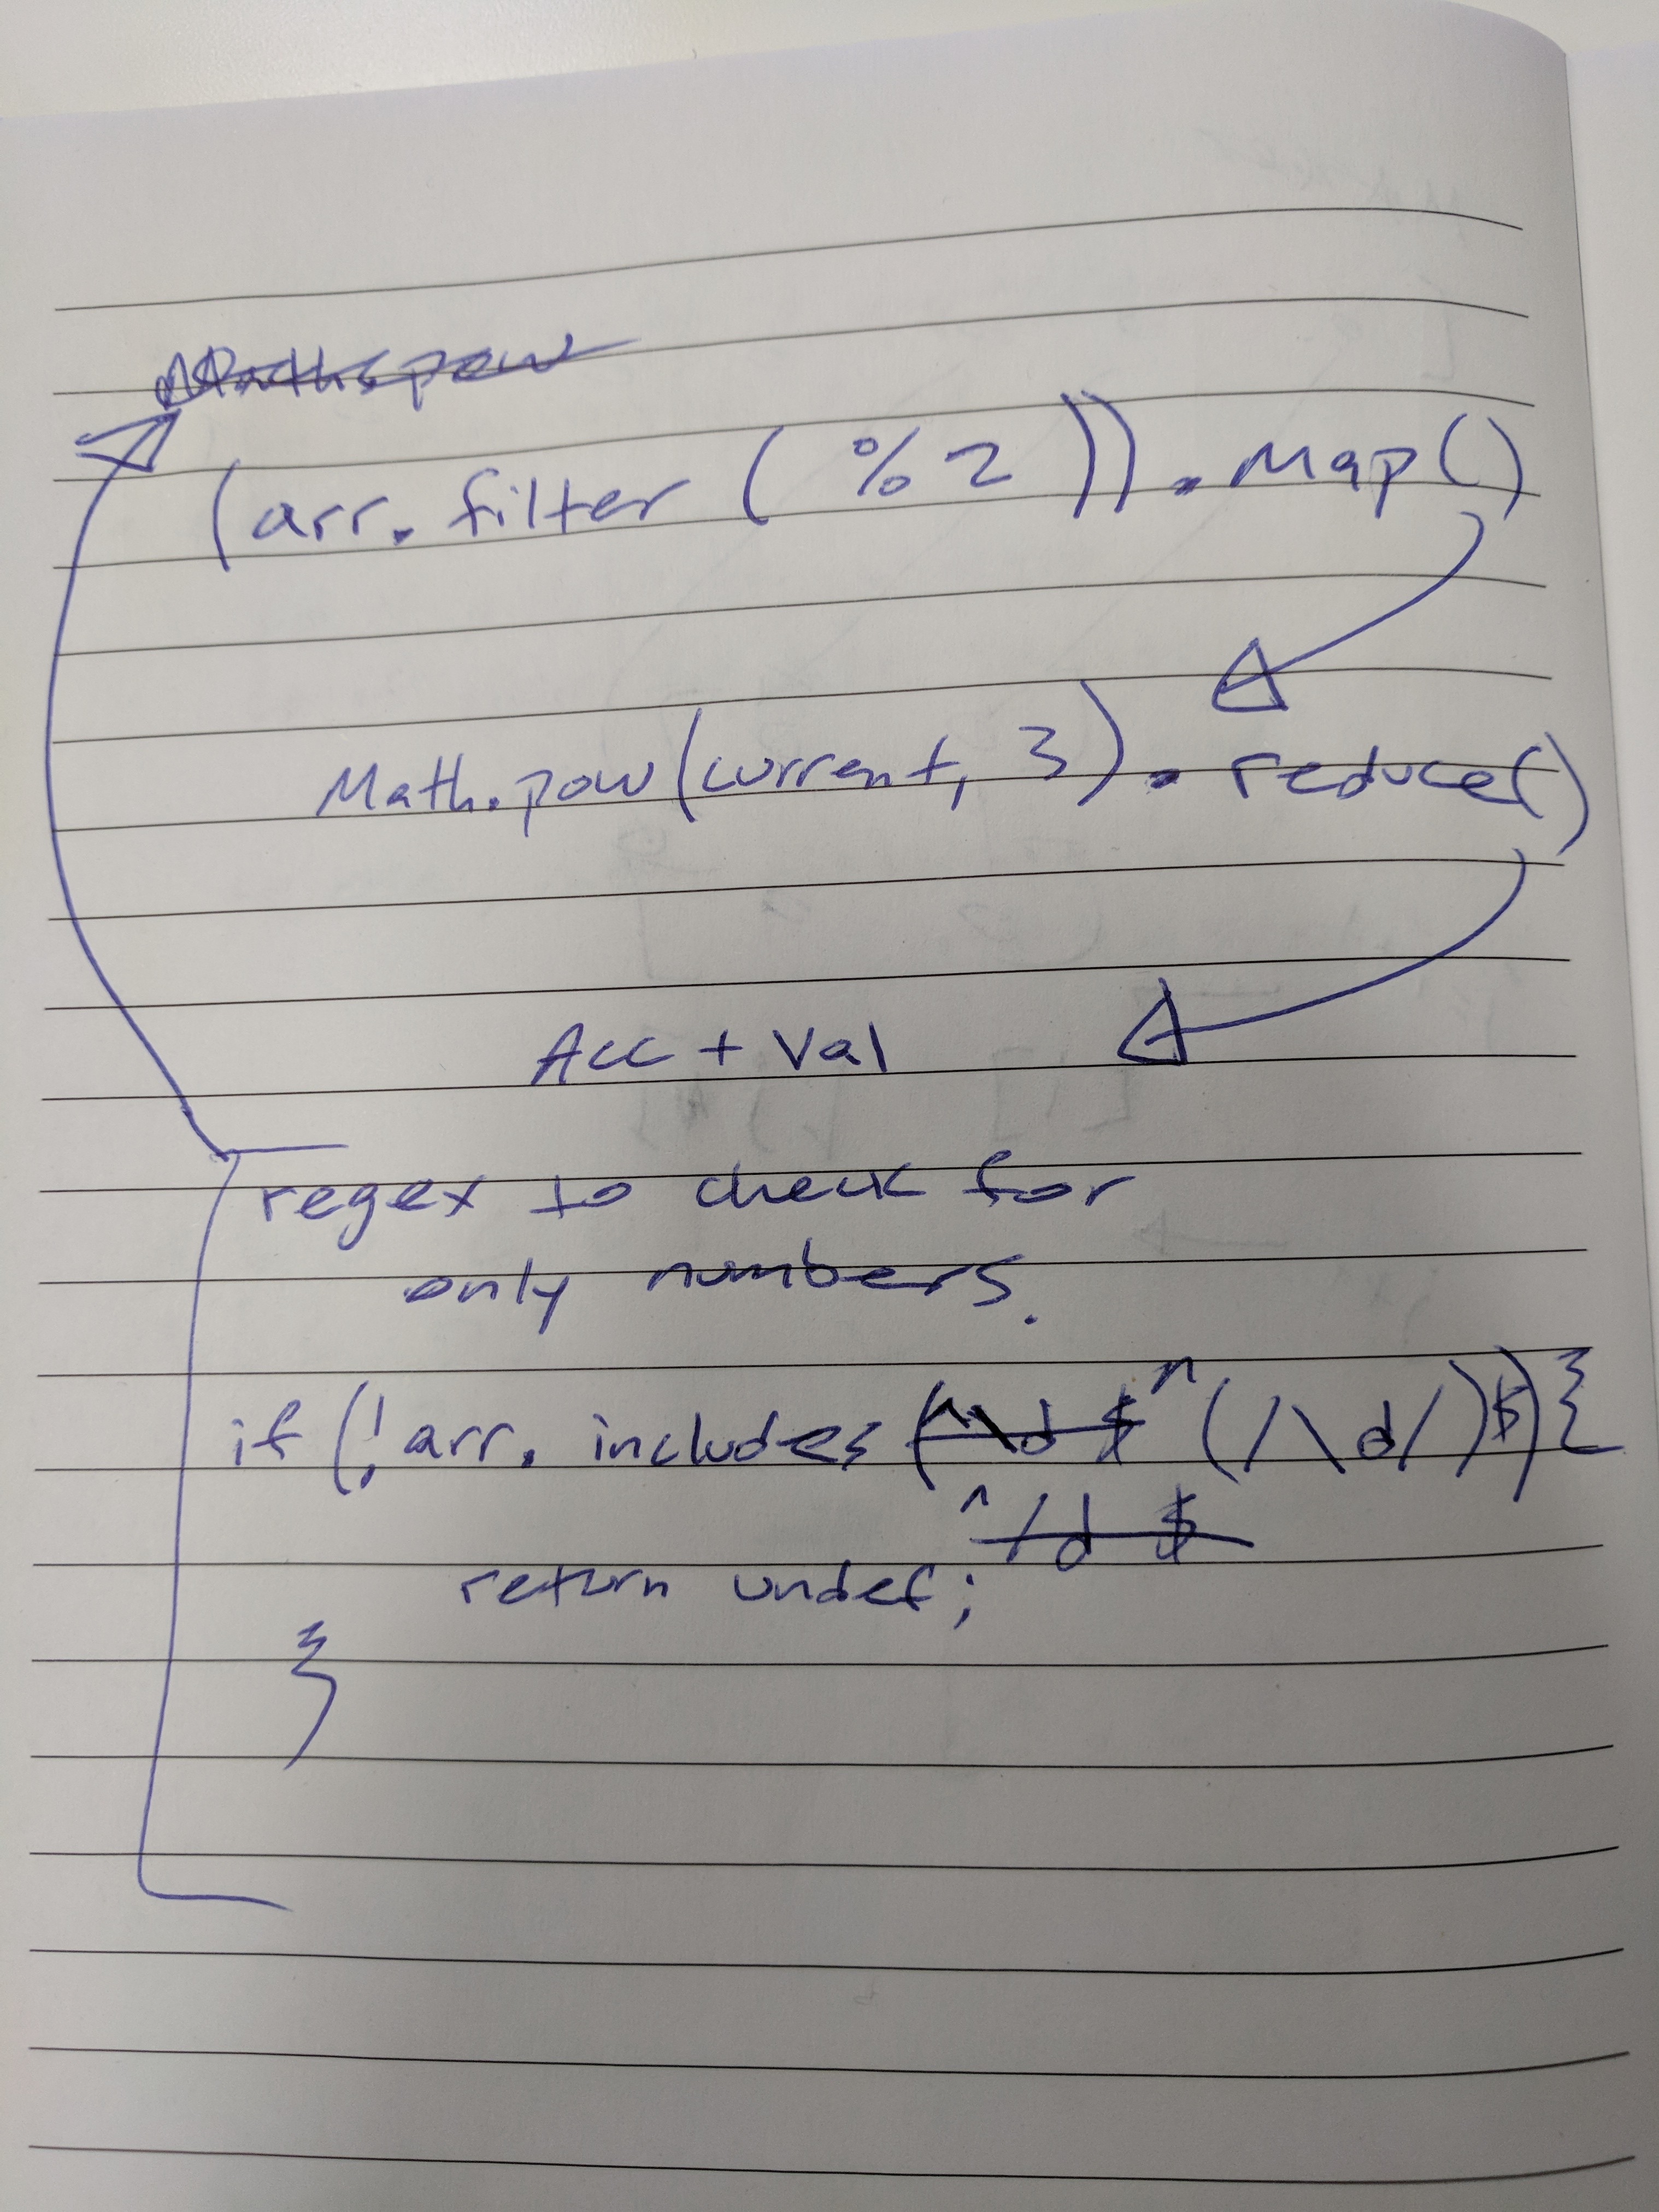 Maths pow
(arr. filter ( % 2 )) . Map()
Math.pow(current, 3) . reduce()
Acc + Val
regex to check for
only numbers.
if (!arr. includes (^\d $ ^(/\d/)$){
^/d $
return undef;
}